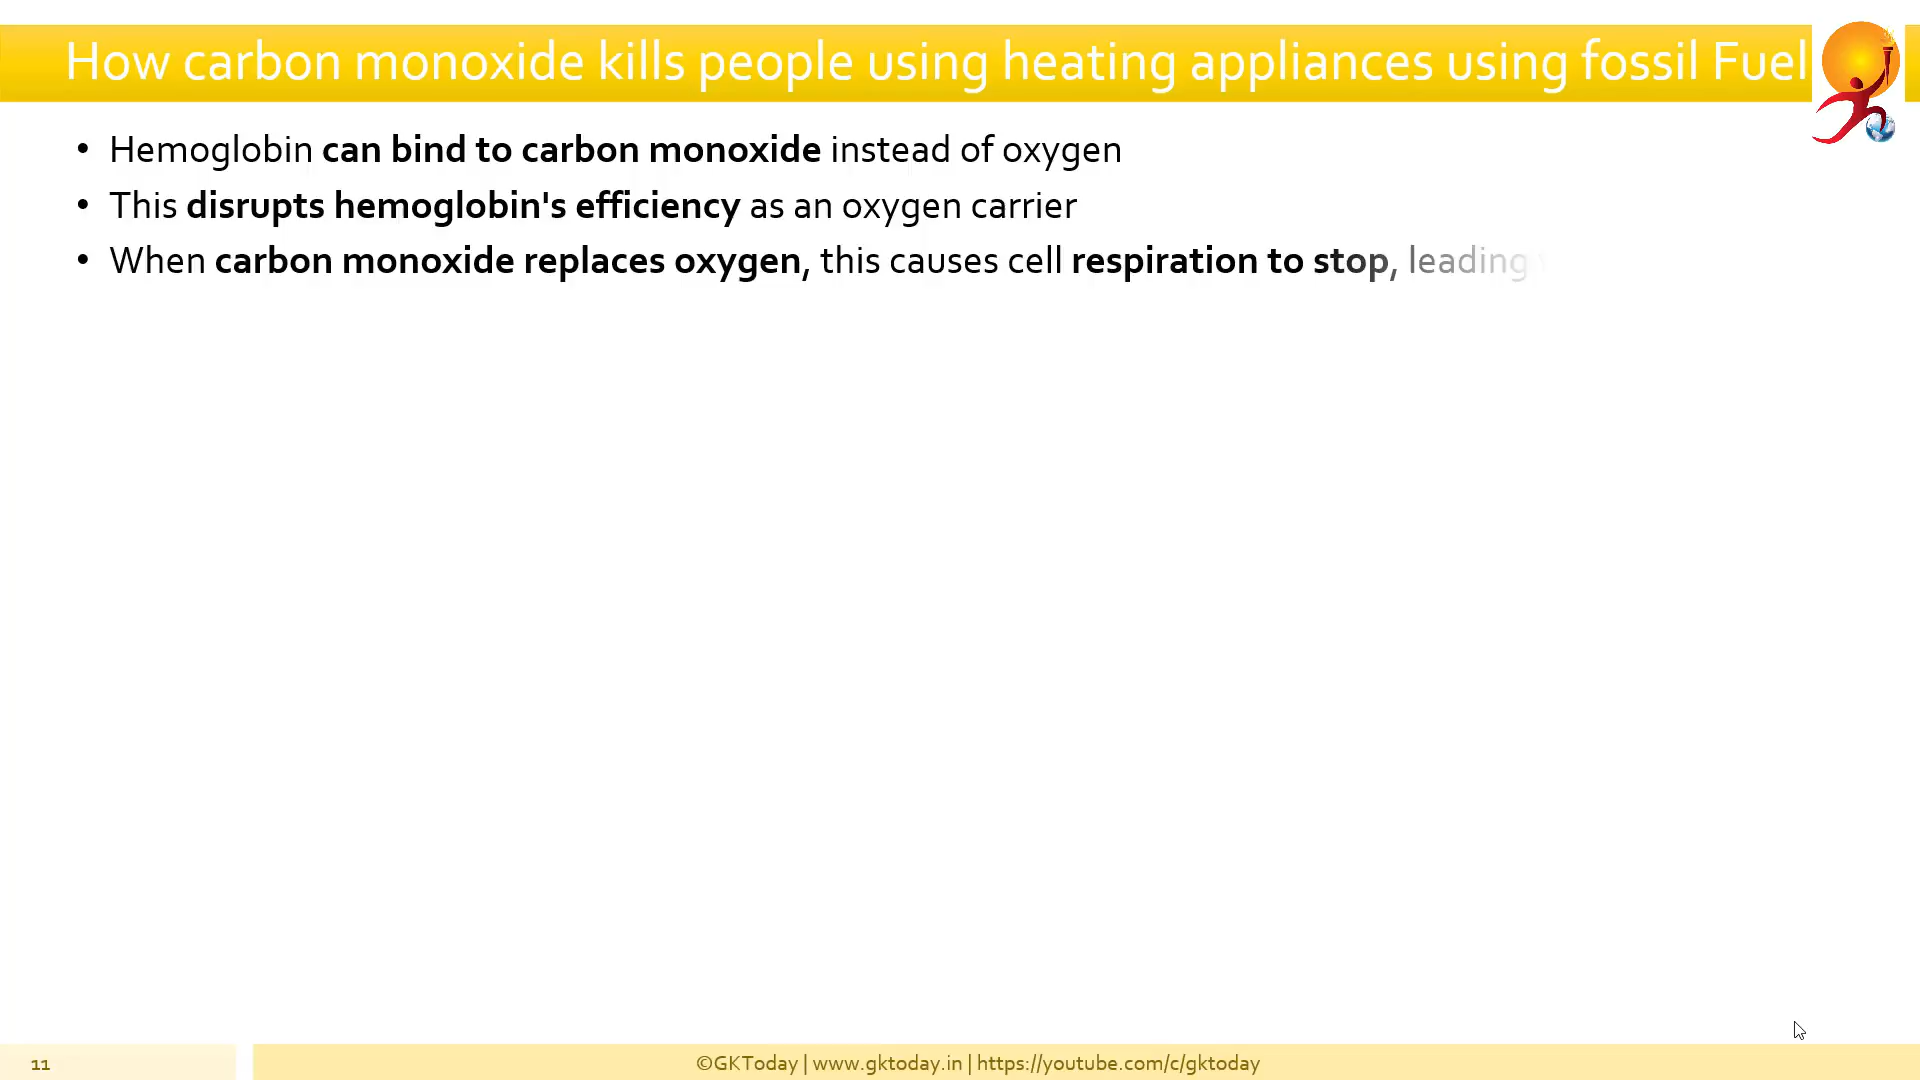 How carbon monoxide kills people using heating appliances using fossil Fuel
• Hemoglobin can bind to carbon monoxide instead of oxygen
• This disrupts hemoglobin's efficiency as an oxygen carrier
• When carbon monoxide replaces oxygen, this causes cell respiration to stop, leading
11
©GKToday | www.gktoday.in | https://youtube.com/c/gktoday